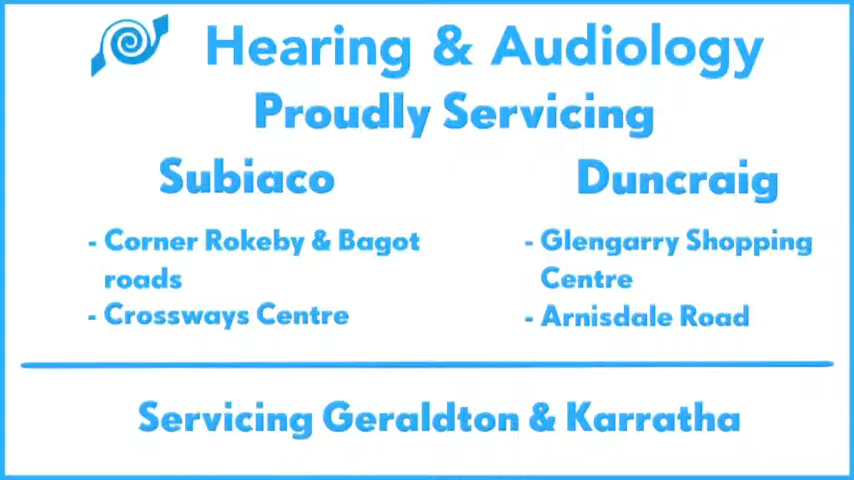 Hearing & Audiology
Proudly Servicing
Subiaco
- Corner Rokeby & Bagot
roads
- Crossways Centre
Duncraig
- Glengarry Shopping
Centre
- Arnisdale Road
Servicing Geraldton & Karratha